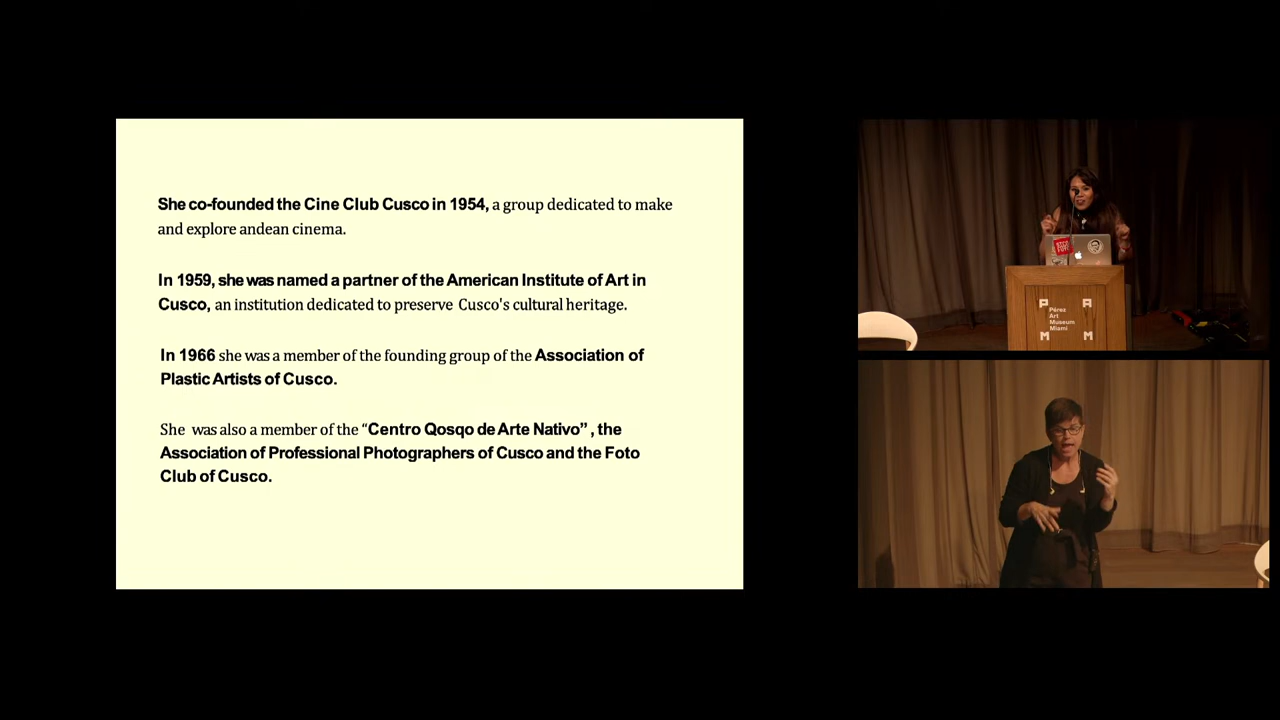 She co-founded the Cine Club Cusco in 1954, a group dedicated to make
and explore andean cinema.
In 1959, she was named a partner of the American Institute of Art in
Cusco, an institution dedicated to preserve Cusco's cultural heritage.
In 1966 she was a member of the founding group of the Association of
Plastic Artists of Cusco.
She was also a member of the “Centro Qosqo de Arte Nativo” , the
Association of Professional Photographers of Cusco and the Foto
Club of Cusco.
P A
Pérez
Art
Museum
Miami
M M